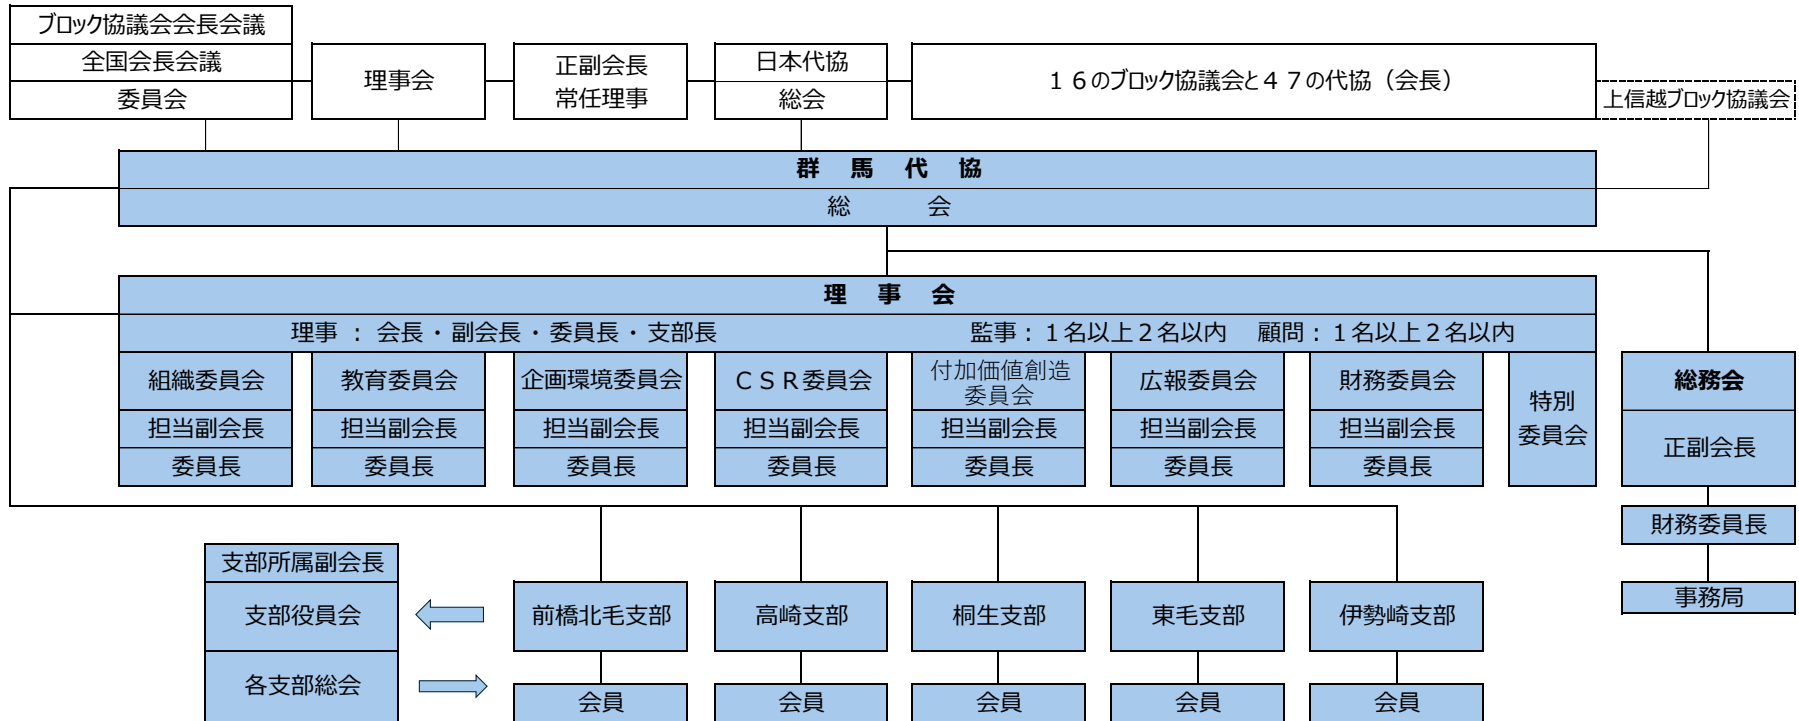 ブロック協議会会長会議
全国会長会議
委員会
理事会
正副会長
常任理事
日本代協
総会
１６のブロック協議会と４７の代協（会長）
上信越ブロック協議会
群 馬 代 協
総 会
理 事 会
理事 ： 会長 ・ 副会長 ・ 委員長 ・ 支部長 監事：１名以上２名以内 顧問：１名以上２名以内
組織委員会
担当副会長
委員長
教育委員会
担当副会長
委員長
企画環境委員会
担当副会長
委員長
ＣＳＲ委員会
担当副会長
委員長
付加価値創造
委員会
担当副会長
委員長
広報委員会
担当副会長
委員長
財務委員会
担当副会長
委員長
特別
委員会
総務会
正副会長
財務委員長
事務局
支部所属副会長
支部役員会
各支部総会
前橋北毛支部
会員
高崎支部
会員
桐生支部
会員
東毛支部
会員
伊勢崎支部
会員